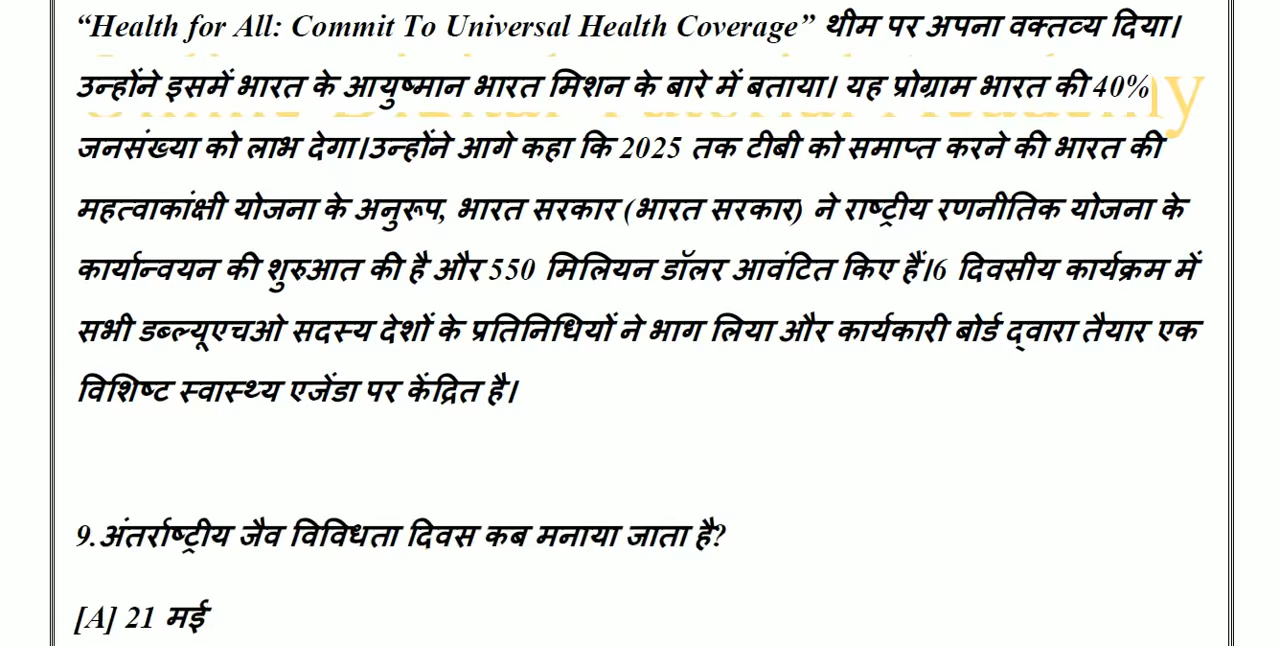 “Health for All: Commit To Universal Health Coverage” थीम पर अपना वक्तव्य दिया।
उन्होंने इसमें भारत के आयुष्मान भारत मिशन के बारे में बताया। यह प्रोग्राम भारत की 40%
जनसंख्या को लाभ देगा।उन्होंने आगे कहा कि 2025 तक टीबी को समाप्त करने की भारत की
महत्वाकांक्षी योजना के अनुरूप, भारत सरकार (भारत सरकार) ने राष्ट्रीय रणनीतिक योजना के
कार्यान्वयन की शुरुआत की है और 550 मिलियन डॉलर आवंटित किए हैं।6 दिवसीय कार्यक्रम में
सभी डब्ल्यूएचओ सदस्य देशों के प्रतिनिधियों ने भाग लिया और कार्यकारी बोर्ड द्वारा तैयार एक
विशिष्ट स्वास्थ्य एजेंडा पर केंद्रित है।
9.अंतर्राष्ट्रीय जैव विविधता दिवस कब मनाया जाता है?
[A] 21 मई